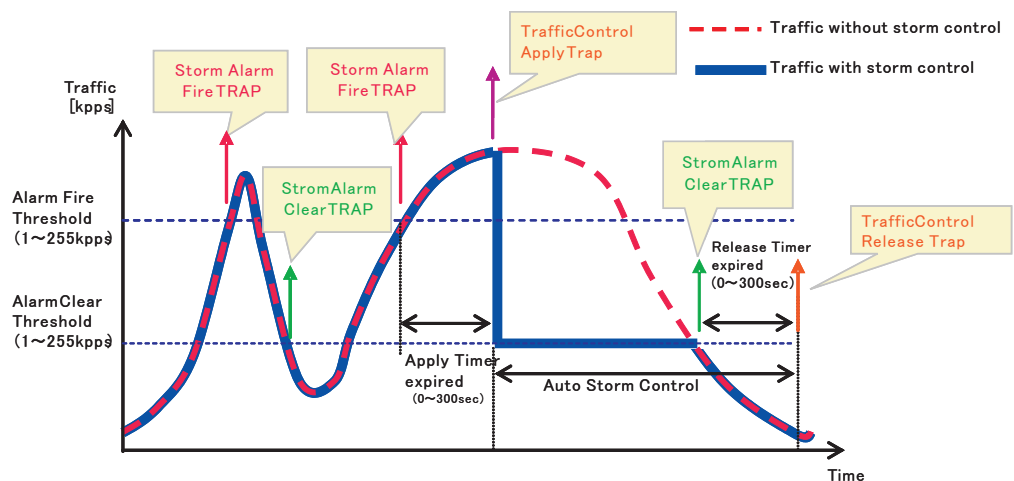 Traffic without storm control
Traffic with storm control
TrafficControl
ApplyTrap
Storm Alarm
FireTRAP
Storm Alarm
FireTRAP
Traffic
[kpps]
StromAlarm
ClearTRAP
StromAlarm
ClearTRAP
Alarm Fire
Threshold
(1～255kpps)
TrafficControl
Release Trap
Release Timer
expired
(0～300sec)
AlarmClear
Threshold
(1～255kpps)
Apply Timer
expired
(0～300sec)
Auto Storm Control
Time